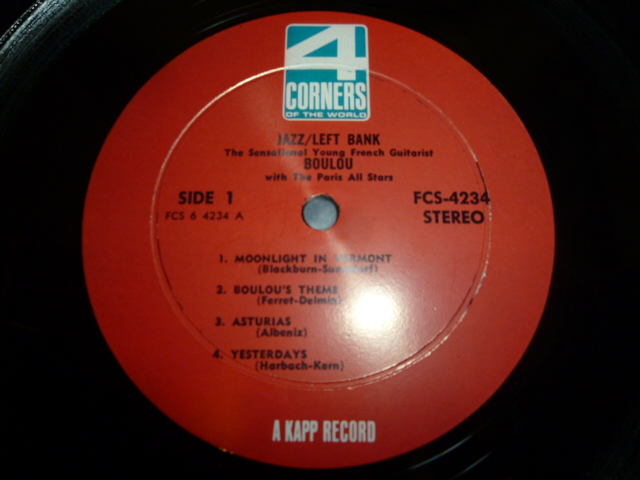 4
CORNERS
OF THE WORLD
JAZZ/LEFT BANK
The Sensational Young French Guitarist
BOULOU
with The Paris All Stars
SIDE 1
FCS 6 4234 A
FCS-4234
STEREO
1. MOONLIGHT IN VERMONT
(Blackburn-Suessdorf)
2. BOULOU'S THEME
(Ferret-Delmin)
3. ASTURIAS
(Albeniz)
4. YESTERDAYS
(Harbach-Kern)
A KAPP RECORD